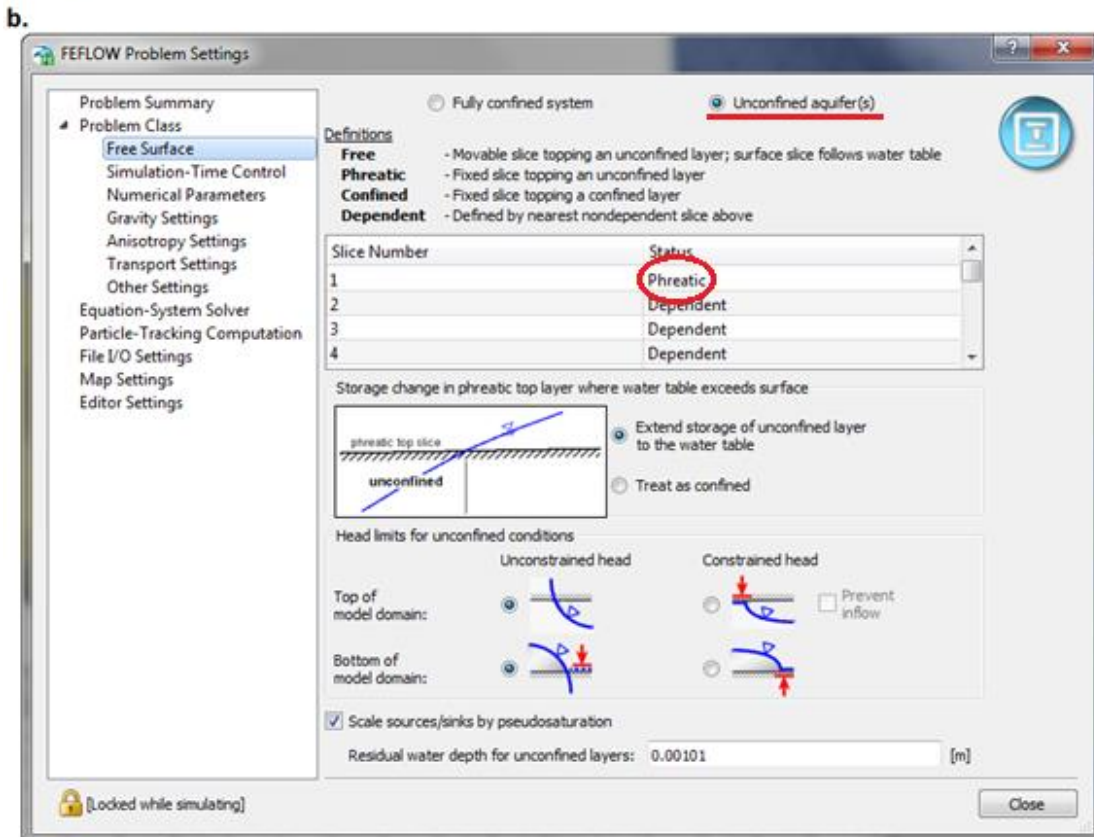 b.
FEFLOW Problem Settings
Problem Summary
Problem Class
Free Surface
Simulation-Time Control
Numerical Parameters
Gravity Settings
Anisotropy Settings
Transport Settings
Other Settings
Equation-System Solver
Particle-Tracking Computation
File I/O Settings
Map Settings
Editor Settings
Fully confined system Unconfined aquifer(s)
Definitions
Free - Movable slice topping an unconfined layer; surface slice follows water table
Phreatic - Fixed slice topping an unconfined layer
Confined - Fixed slice topping a confined layer
Dependent - Defined by nearest nondependent slice above
Slice Number Status
1 Phreatic
2 Dependent
3 Dependent
4 Dependent
Storage change in phreatic top layer where water table exceeds surface
phreatic top slice
unconfined
Extend storage of unconfined layer
to the water table
Treat as confined
Head limits for unconfined conditions
Unconstrained head Constrained head
Top of
model domain:
Prevent
inflow
Bottom of
model domain:
Scale sources/sinks by pseudosaturation
Residual water depth for unconfined layers: 0.00101 [m]
[Locked while simulating]
Close